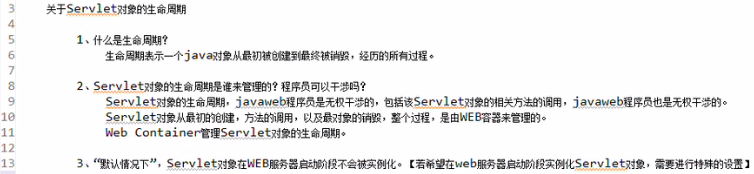 3 关于Servlet对象的生命周期
4
5 1、什么是生命周期?
6 生命周期表示一个java对象从最初被创建到最终被销毁，经历的所有过程。
7
8 2、Servlet对象的生命周期是谁来管理的？程序员可以干涉吗？
9 Servlet对象的生命周期，javaweb程序员是无权干涉的，包括该Servlet对象的相关方法的调用，javaweb程序员也是无权干涉的。
10 Servlet对象从最初的创建，方法的调用，以及最对象的销毁，整个过程，是由WEB容器来管理的。
11 Web Container管理Servlet对象的生命周期。
12
13 3、“默认情况下”，Servlet对象在WEB服务器启动阶段不会被实例化。【若希望在web服务器启动阶段实例化Servlet对象，需要进行特殊的设置】